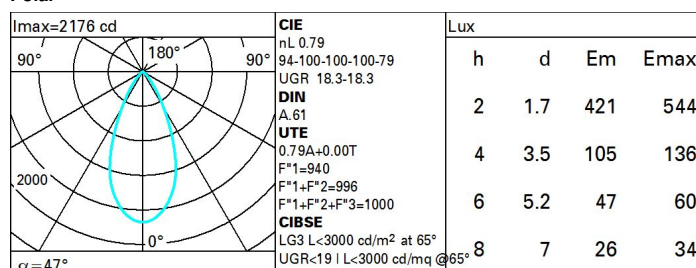 Imax=2176 cd
90° 180° 90°
2000
0°
α=47°
CIE
nL 0.79
94-100-100-100-79
UGR 18.3-18.3
DIN
A.61
UTE
0.79A+0.00T
F"1=940
F"1+F"2=996
F"1+F"2+F"3=1000
CIBSE
LG3 L<3000 cd/m² at 65°
UGR<19 | L<3000 cd/mq @65°
Lux
h d Em Emax
2 1.7 421 544
4 3.5 105 136
6 5.2 47 60
8 7 26 34